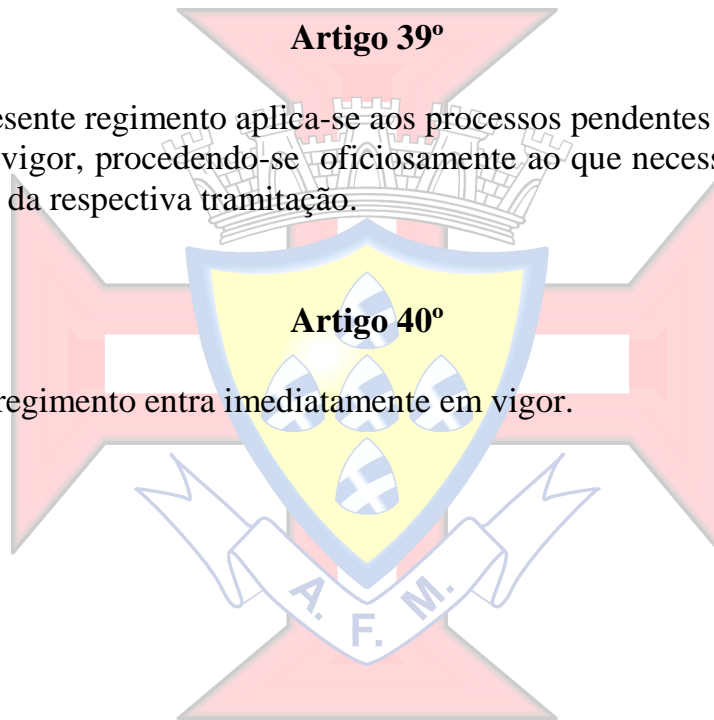 Artigo 39º
esente regimento aplica-se aos processos pendentes
vigor, procedendo-se oficiosamente ao que necess
da respectiva tramitação.
Artigo 40º
regimento entra imediatamente em vigor.
A. F. M.